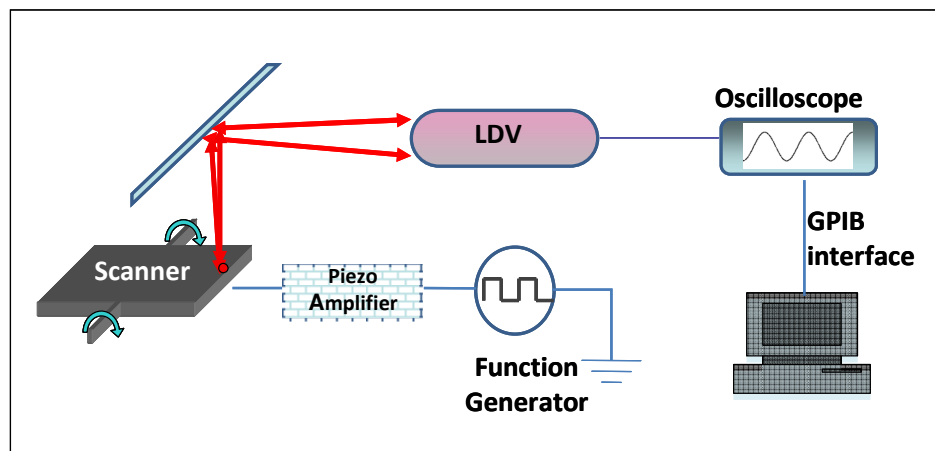 Oscilloscope
LDV
GPIB
interface
Scanner
Piezo
Amplifier
Function
Generator